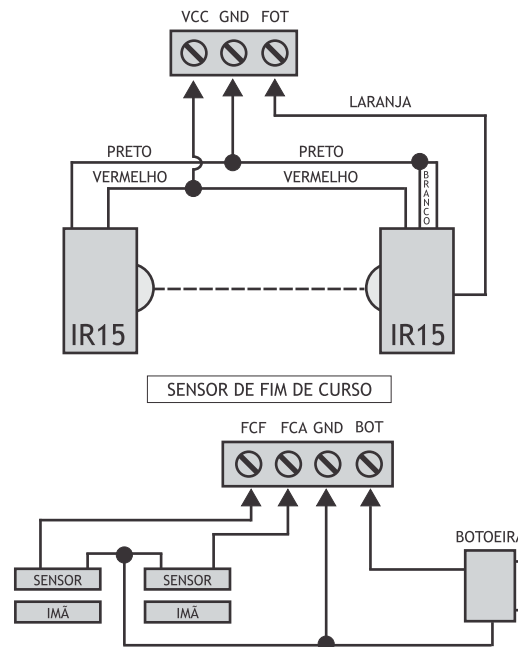 VCC GND FOT
LARANJA
PRETO PRETO
VERMELHO VERMELHO
BRANCO
IR15 IR15
SENSOR DE FIM DE CURSO
FCF FCA GND BOT
BOTOEIRA
SENSOR SENSOR
IMÃ IMÃ